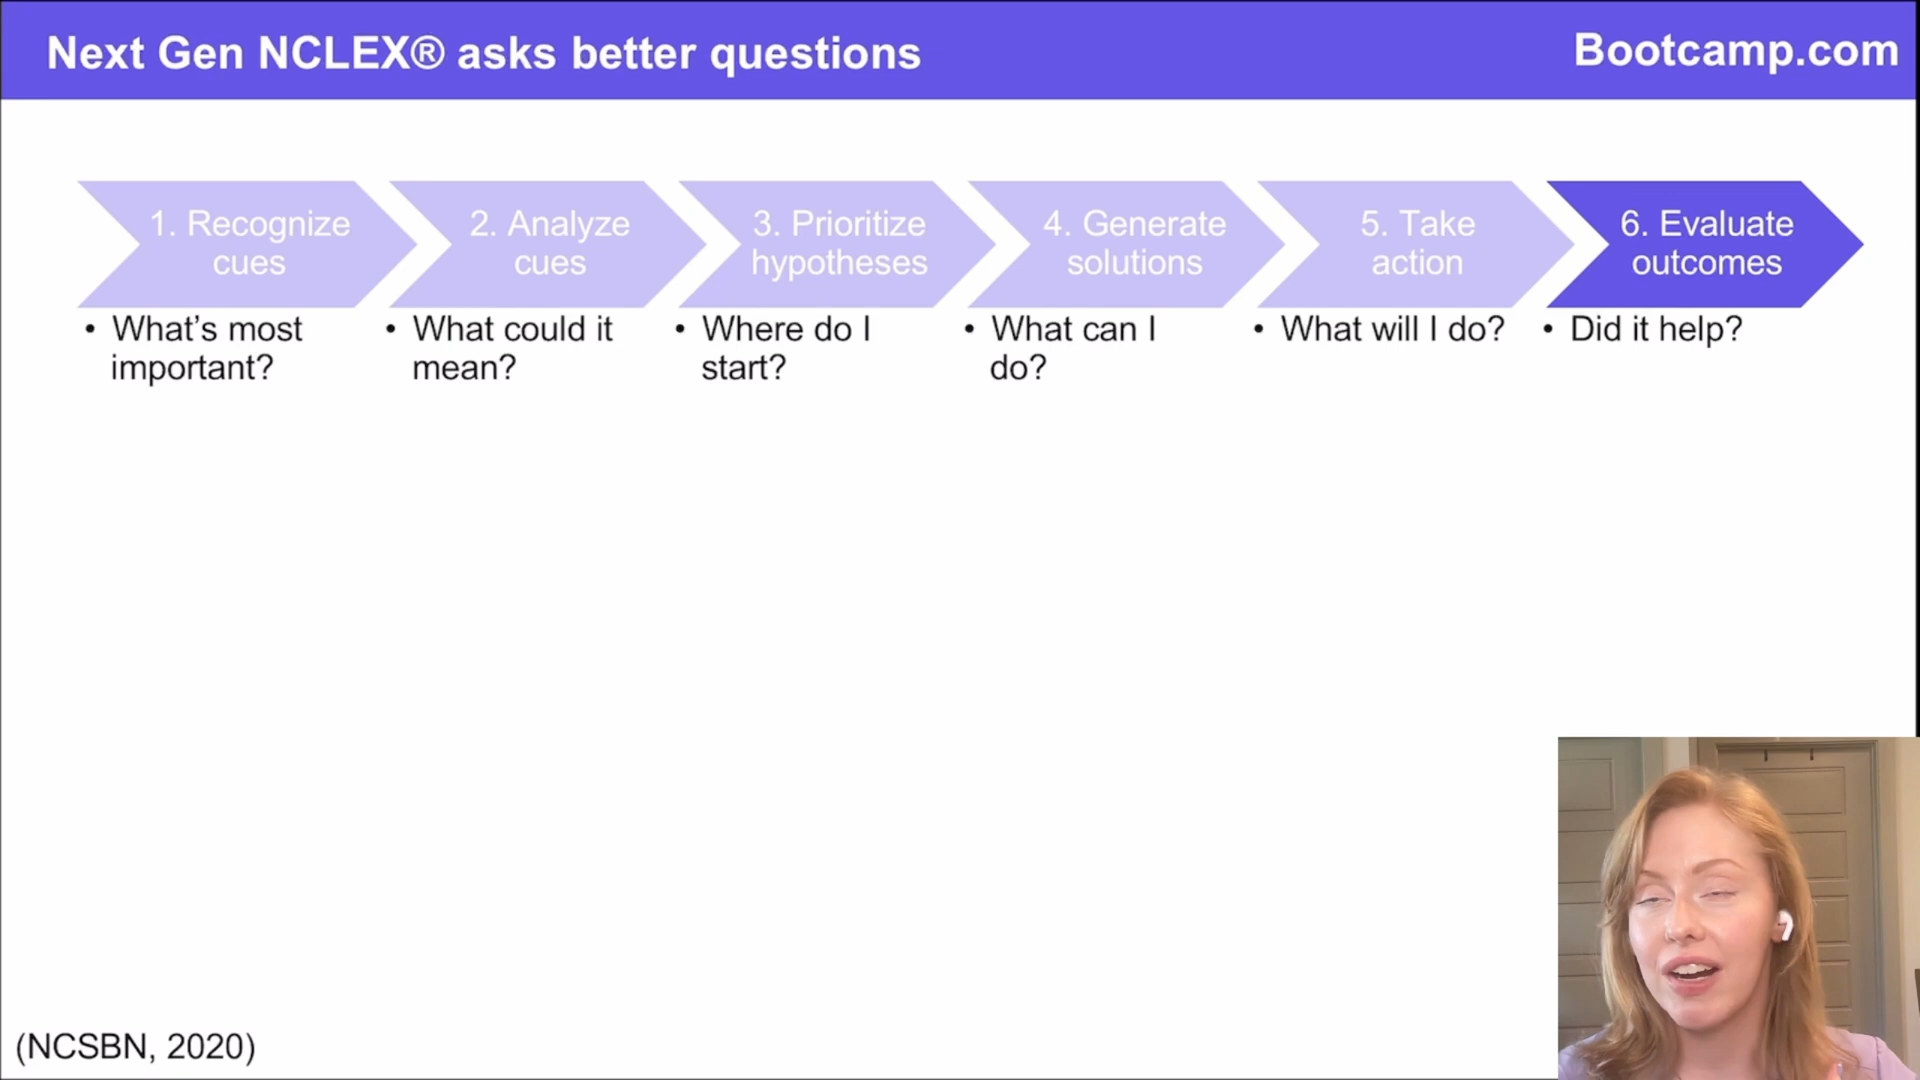 Next Gen NCLEX® asks better questions
Bootcamp.com
1. Recognize
cues
2. Analyze
cues
3. Prioritize
hypotheses
4. Generate
solutions
5. Take
action
6. Evaluate
outcomes
• What’s most
important?
• What could it
mean?
• Where do I
start?
• What can I
do?
• What will I do?
• Did it help?
(NCSBN, 2020)